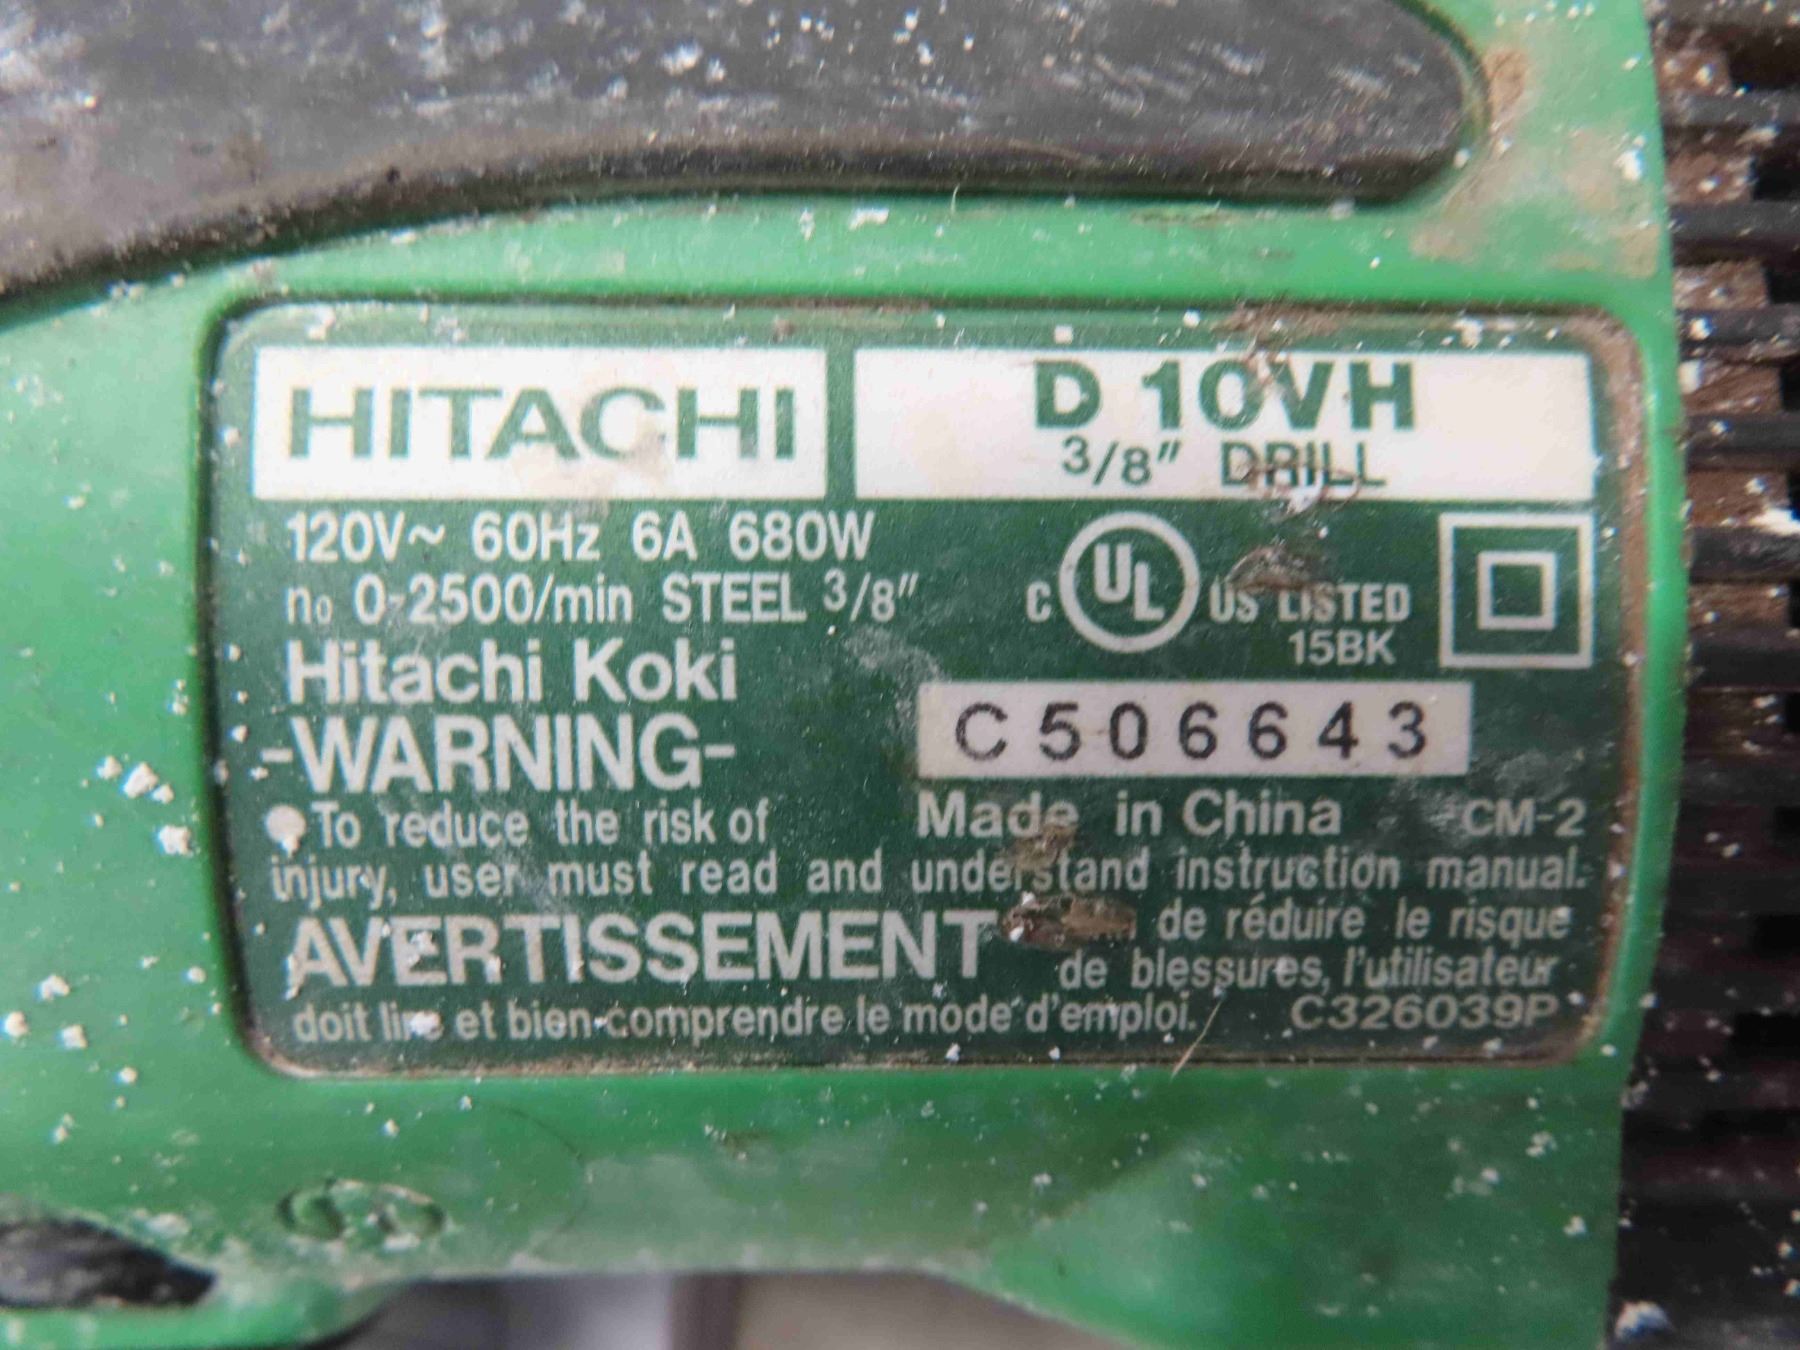 HITACHI
D 10VH
3/8" DRILL
120V~ 60Hz 6A 680W
no 0-2500/min STEEL 3/8"
C UL US LISTED
15BK
Hitachi Koki
-WARNING-
C506643
Made in China CM-2
●To reduce the risk of
injury, user must read and understand instruction manual.
AVERTISSEMENT
de réduire le risque
de blessures, l'utilisateur
doit lire et bien comprendre le mode d'emploi. C326039P